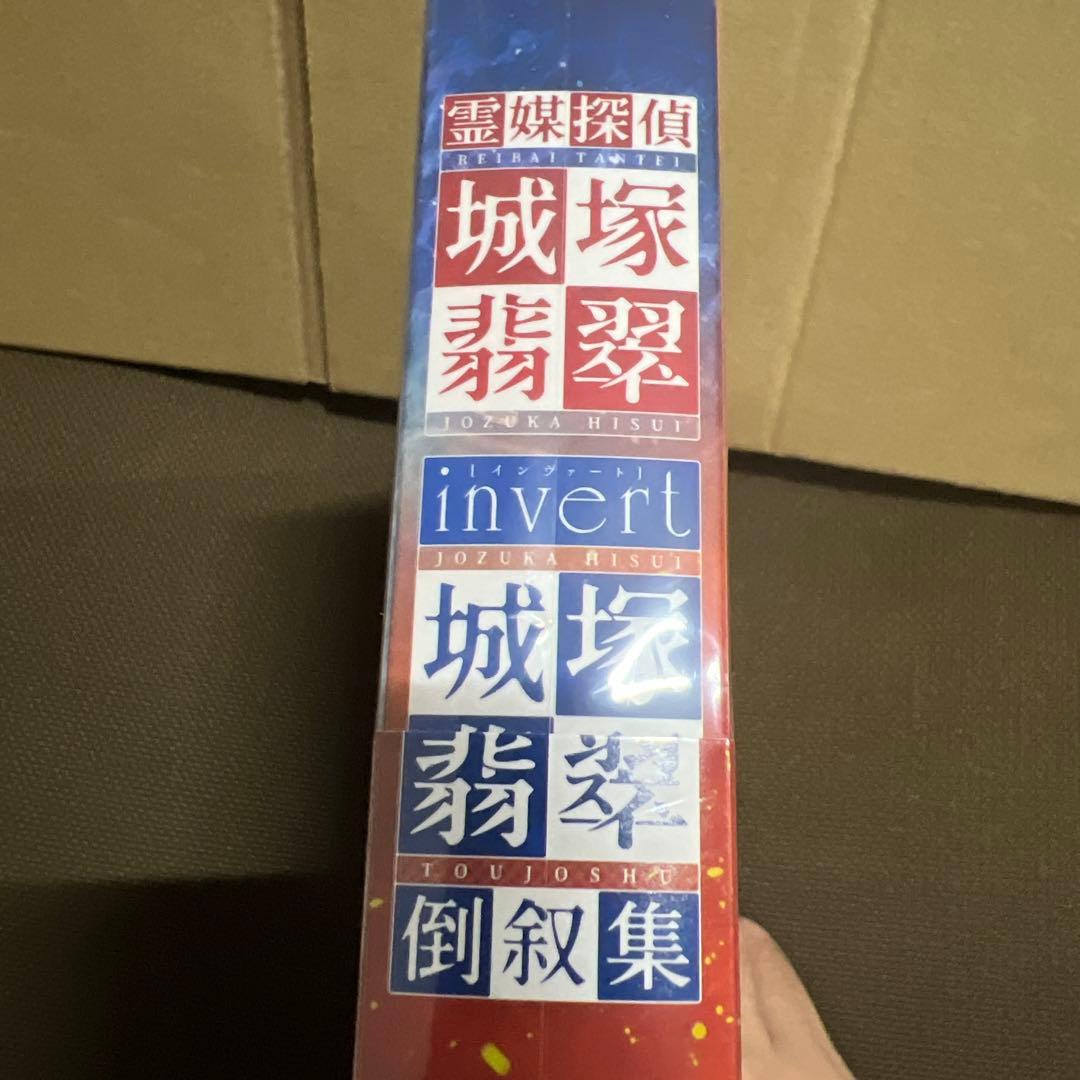 霊媒探偵
REIBAI TANTEI
城塚
翡翠
JOZUKA HISUI
[インヴァート]
invert
JOZUKA HISUI
城塚
翡翠
TOUJOSHU
倒叙集